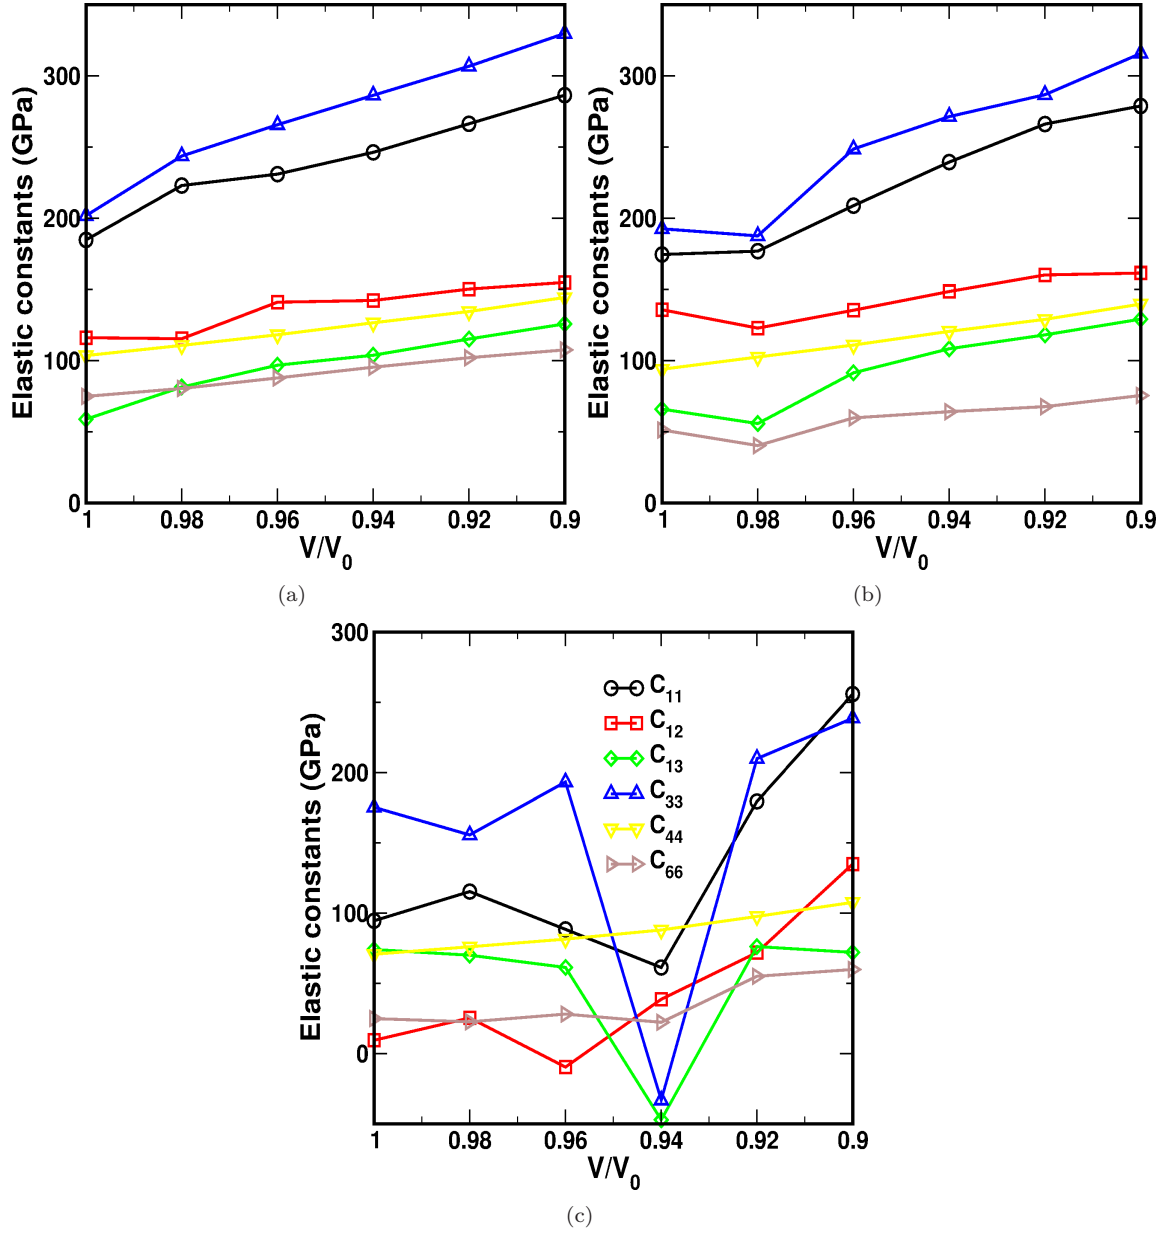 Elastic constants (GPa)
300
200
100
0
1 0.98 0.96 0.94 0.92 0.9
V/V0
(a)
Elastic constants (GPa)
300
200
100
0
1 0.98 0.96 0.94 0.92 0.9
V/V0
(b)
Elastic constants (GPa)
300
200
100
0
C11
C12
C13
C33
C44
C66
1 0.98 0.96 0.94 0.92 0.9
V/V0
(c)